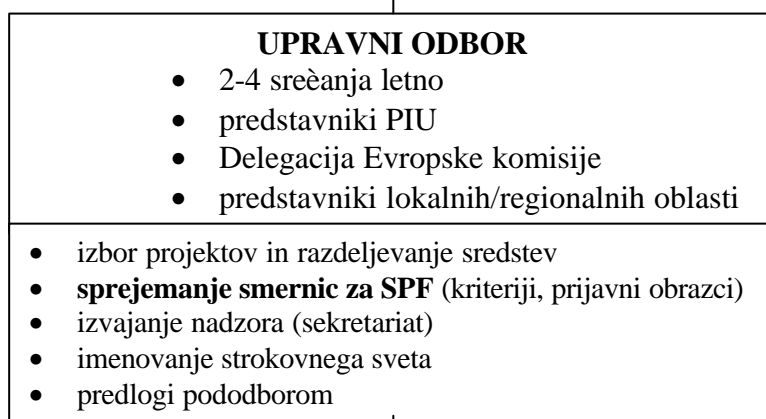 UPRAVNI ODBOR
• 2-4 sreèanja letno
• predstavniki PIU
• Delegacija Evropske komisije
• predstavniki lokalnih/regionalnih oblasti
• izbor projektov in razdeljevanje sredstev
• sprejemanje smernic za SPF (kriteriji, prijavni obrazci)
• izvajanje nadzora (sekretariat)
• imenovanje strokovnega sveta
• predlogi pododborom